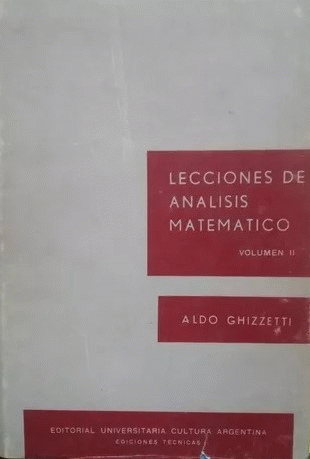 LECCIONES DE
ANALISIS
MATEMATICO
VOLUMEN II
ALDO GHIZZETTI
EDITORIAL UNIVERSITARIA CULTURA ARGENTINA
EDICIONES TECNICAS